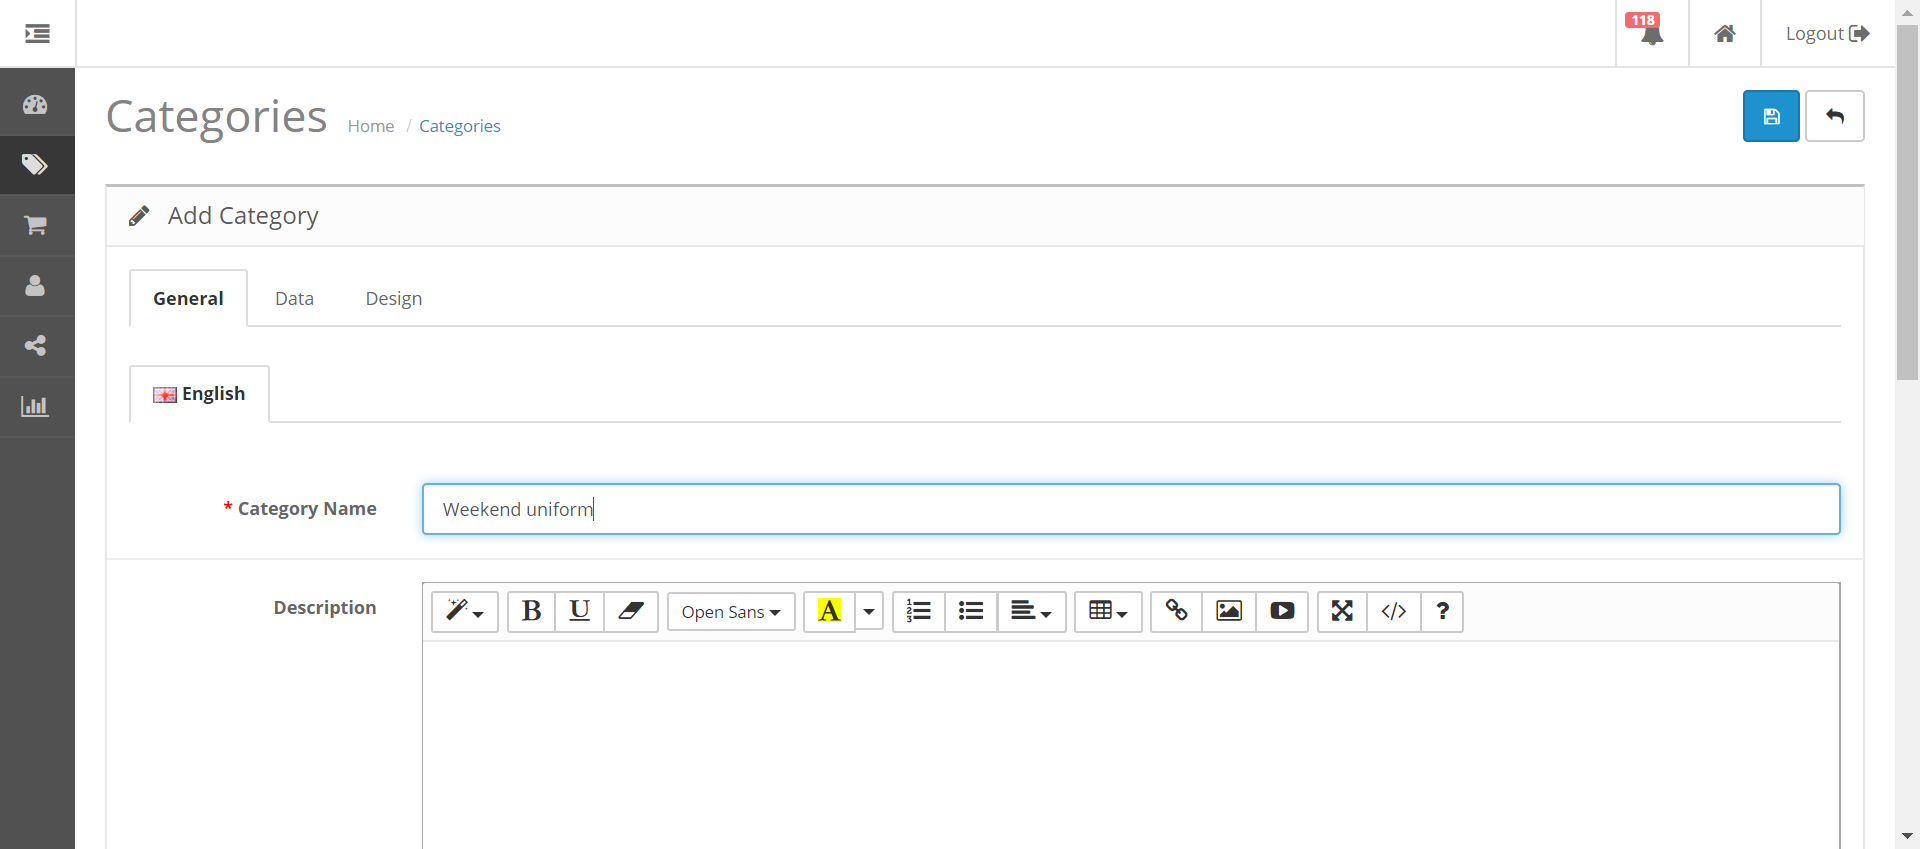 118
Logout
Categories
Home / Categories
Add Category
General Data Design
English
* Category Name Weekend uniform
Description B U Open Sans A </> ?